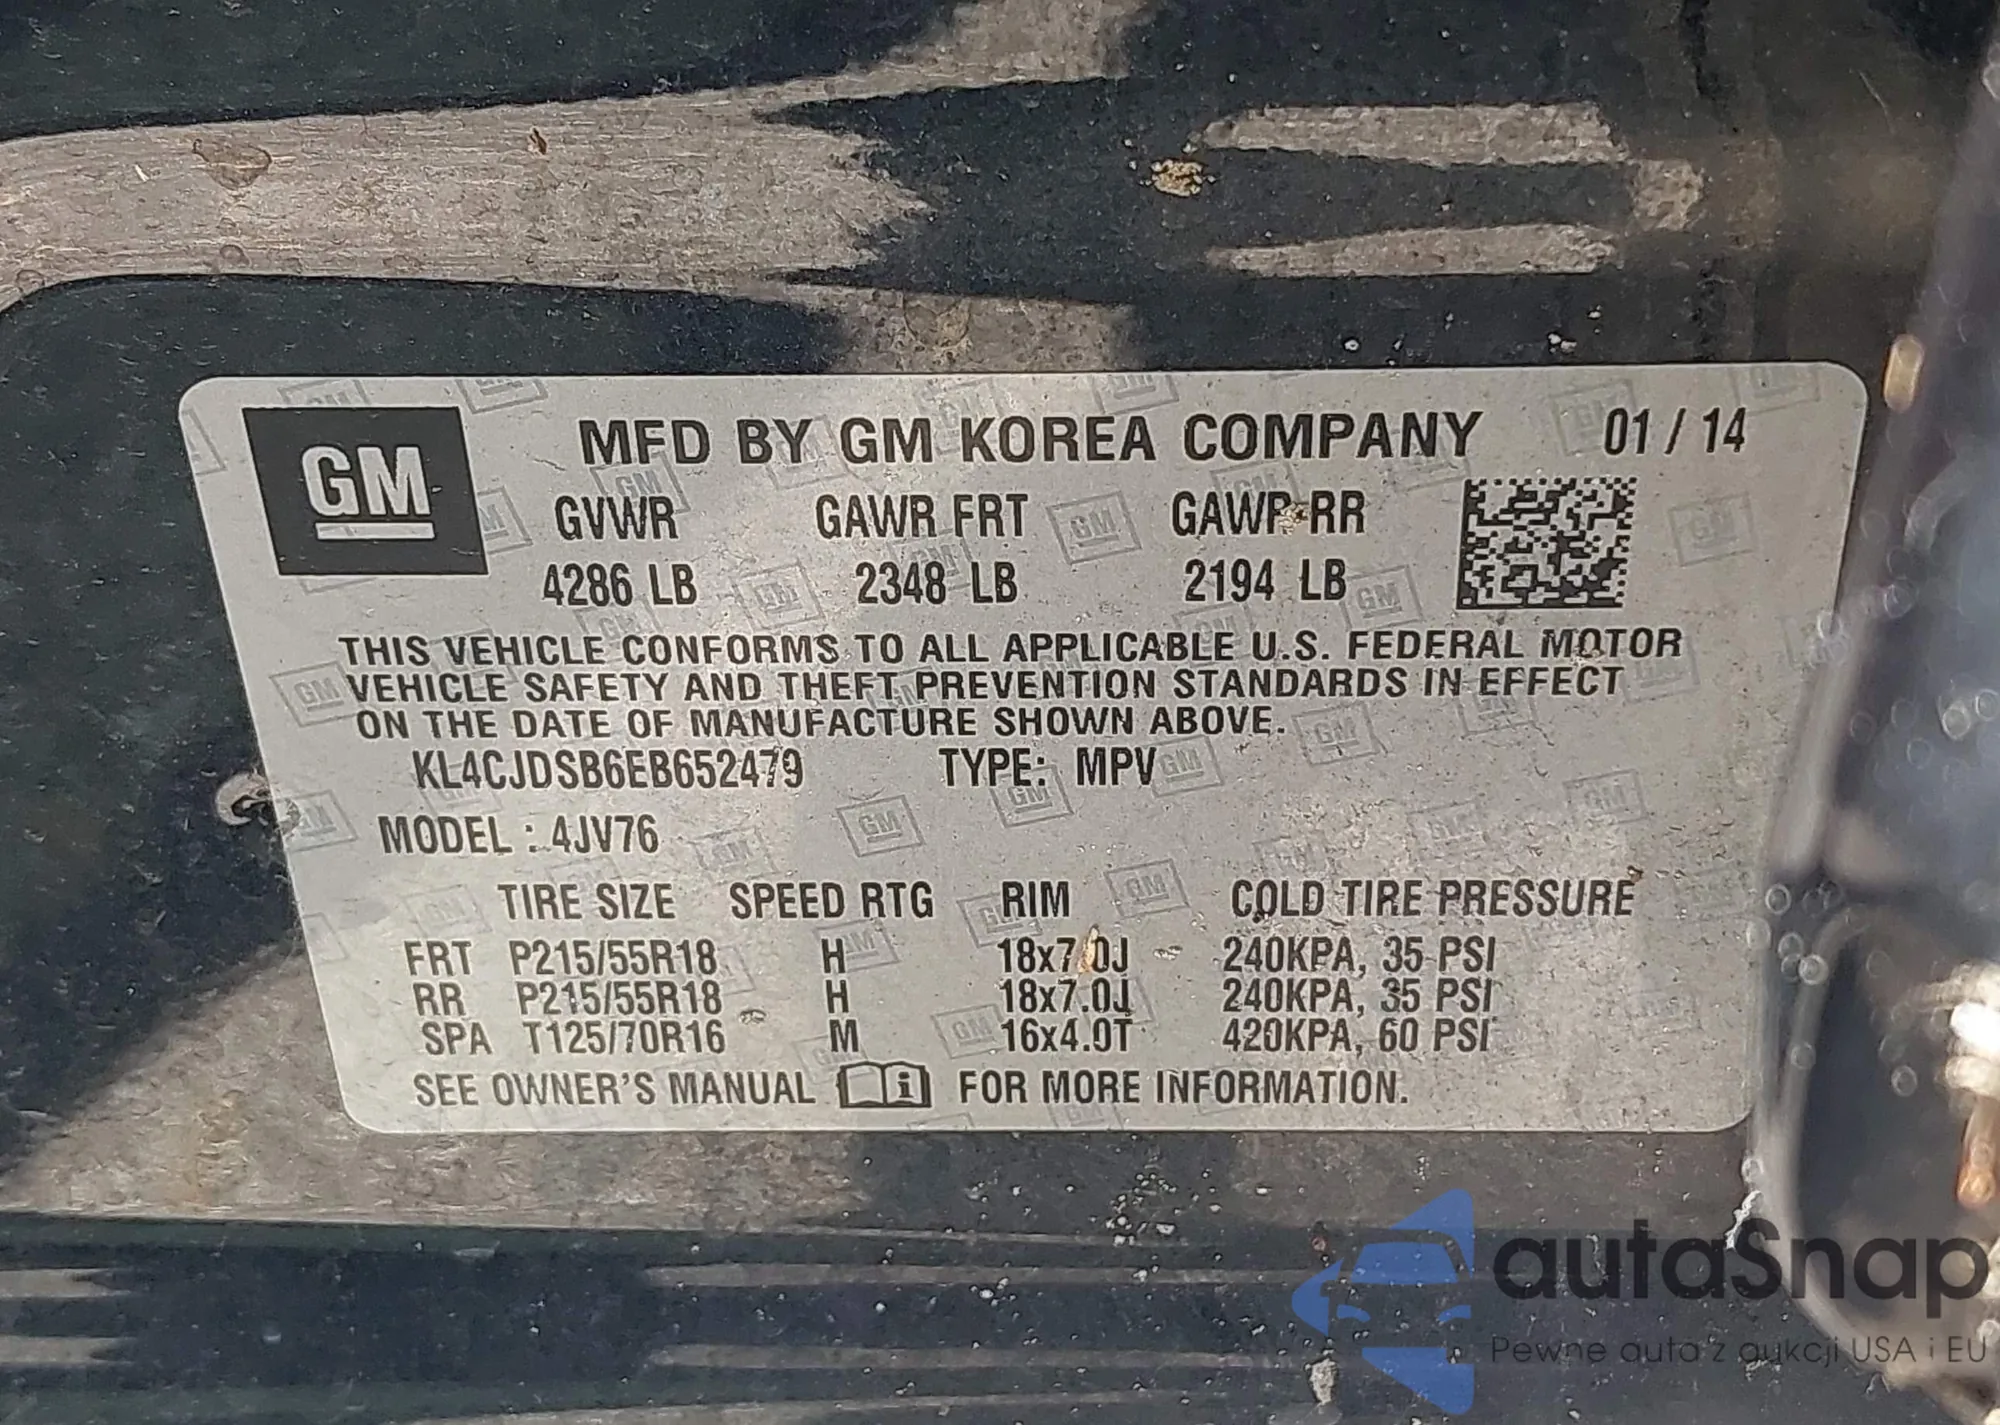 GM
MFD BY GM KOREA COMPANY 01 / 14
GVWR GAWR FRT GAWR RR
4286 LB 2348 LB 2194 LB
THIS VEHICLE CONFORMS TO ALL APPLICABLE U.S. FEDERAL MOTOR
VEHICLE SAFETY AND THEFT PREVENTION STANDARDS IN EFFECT
ON THE DATE OF MANUFACTURE SHOWN ABOVE.
KL4CJDSB6EB652479 TYPE: MPV
MODEL : 4JV76
TIRE SIZE SPEED RTG RIM COLD TIRE PRESSURE
FRT P215/55R18 H 18x7.0J 240KPA, 35 PSI
RR P215/55R18 H 18x7.0J 240KPA, 35 PSI
SPA T125/70R16 M 16x4.0T 420KPA, 60 PSI
SEE OWNER'S MANUAL i FOR MORE INFORMATION.
autaSnap
Pewne auta z aukcji USA i EU